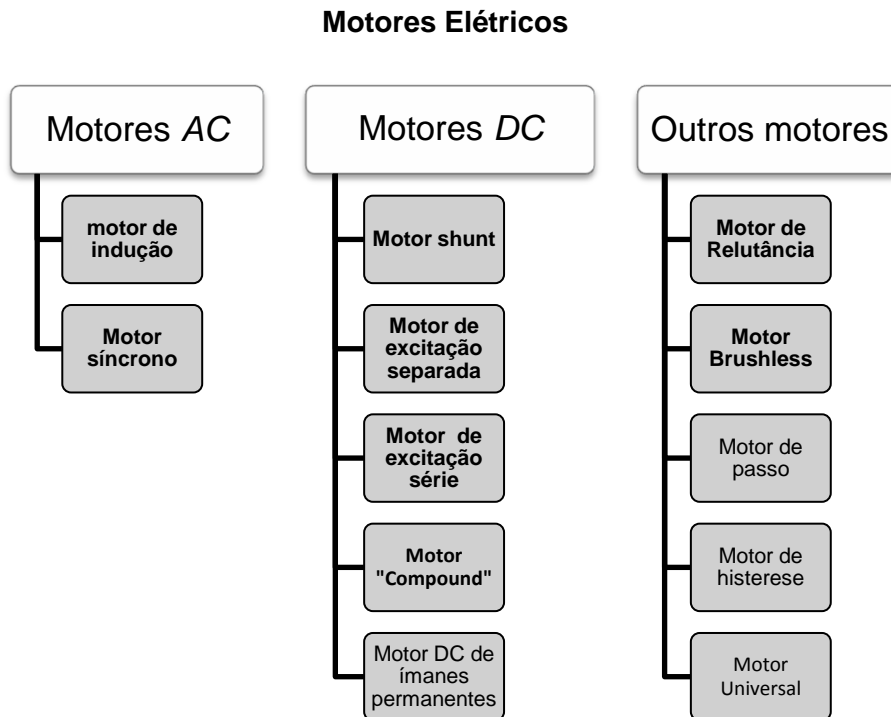 Motores Elétricos
Motores AC
motor de
indução
Motor
síncrono
Motores DC
Motor shunt
Motor de
excitação
separada
Motor de
excitação
série
Motor
"Compound"
Motor DC de
ímanes
permanentes
Outros motores
Motor de
Relutância
Motor
Brushless
Motor de
passo
Motor de
histerese
Motor
Universal